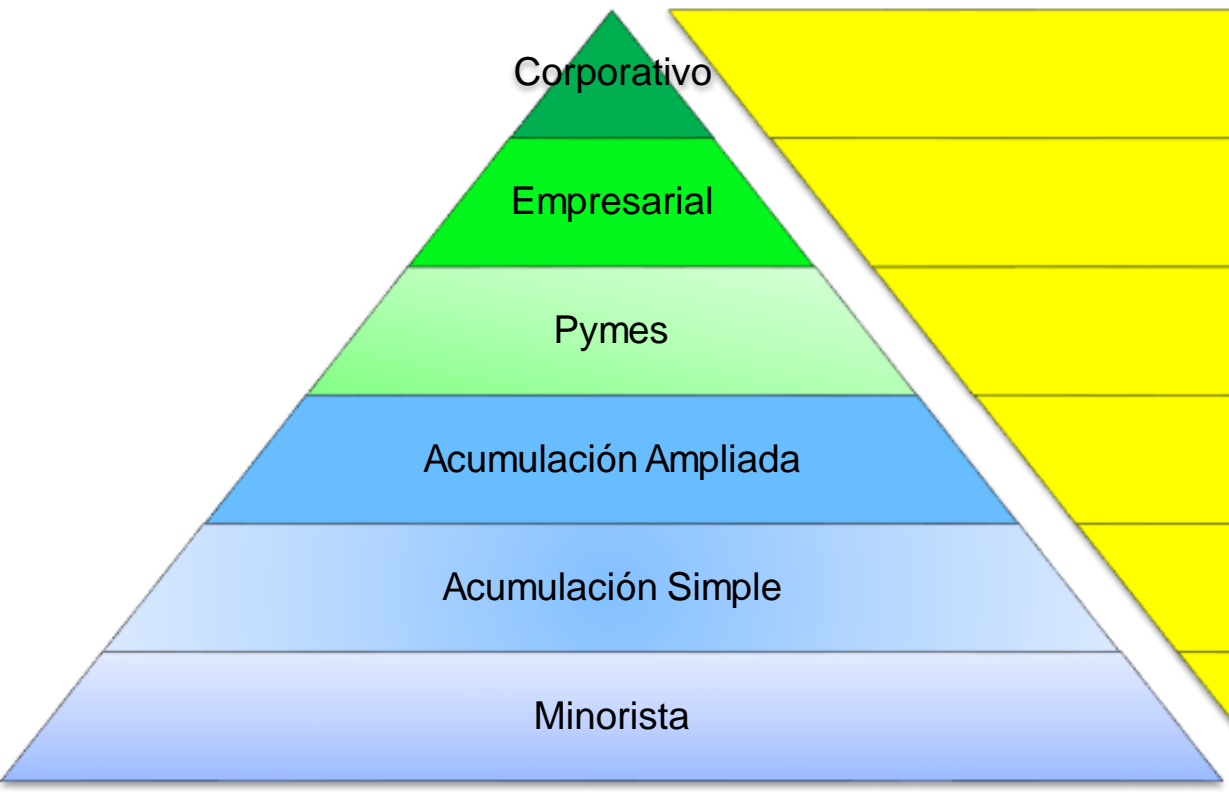 Corporativo
Empresarial
Pymes
Acumulación Ampliada
Acumulación Simple
Minorista